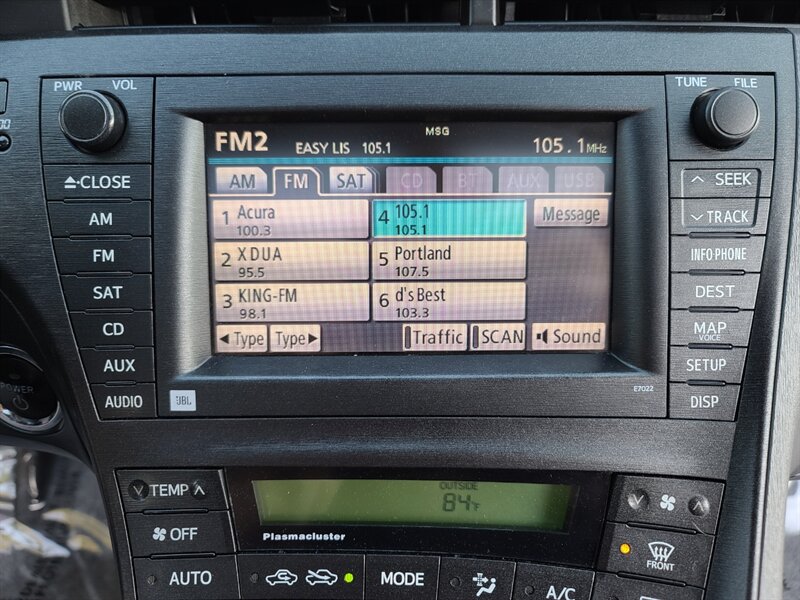 PWR VOL
TUNE FILE
FM2 EASY LIS 105.1 MSG 105.1MHz
AM FM SAT CD BT AUX USB
1 Acura
100.3
4 105.1
105.1
Message
2 XDUA
95.5
5 Portland
107.5
3 KING-FM
98.1
6 d's Best
103.3
Type Type Traffic SCAN Sound
CLOSE
AM
FM
SAT
CD
AUX
AUDIO
SEEK
TRACK
INFO PHONE
DEST
MAP
VOICE
SETUP
DISP
JBL
E7022
POWER
TEMP
OFF
AUTO
OUTSIDE
84°F
Plasmacluster
MODE
A/C
FRONT